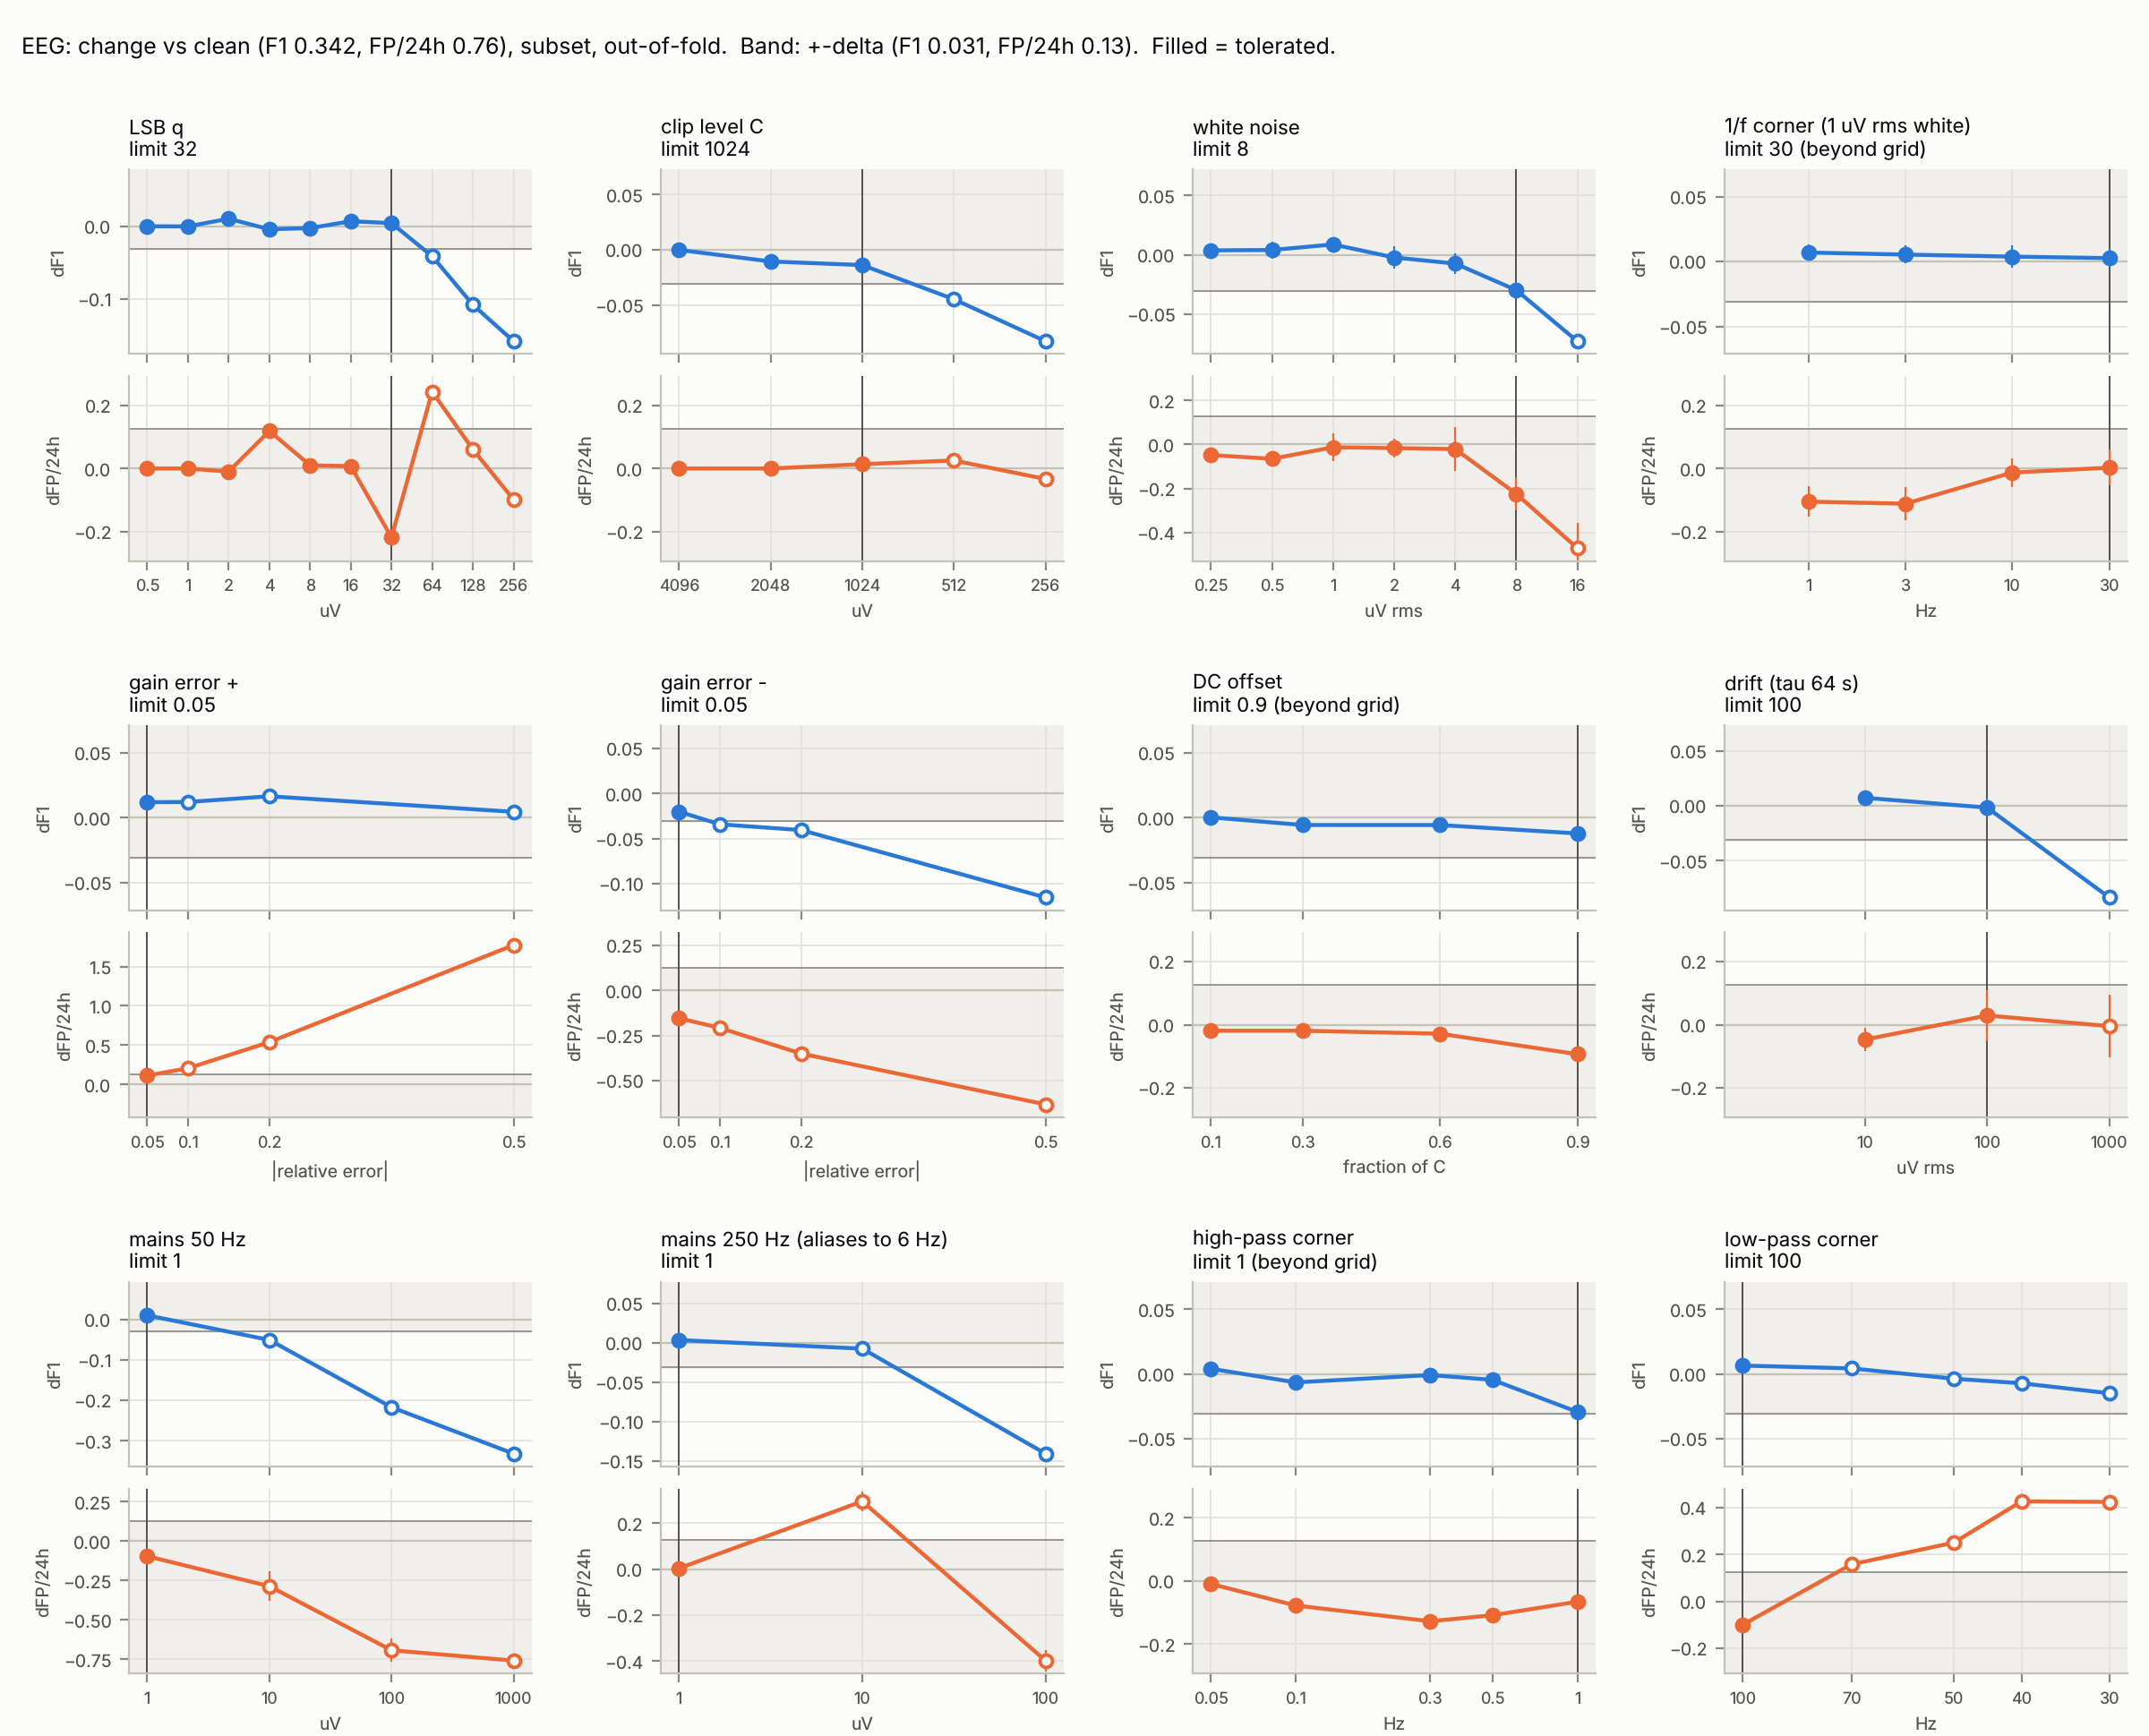 EEG: change vs clean (F1 0.342, FP/24h 0.76), subset, out-of-fold.  Band: +-delta (F1 0.031, FP/24h 0.13).  Filled = tolerated.
LSB q
limit 32
dF1
0.0
−0.1
dFP/24h
0.2
0.0
−0.2
0.5 1 2 4 8 16 32 64 128 256
uV
clip level C
limit 1024
dF1
0.05
0.00
−0.05
dFP/24h
0.2
0.0
−0.2
4096 2048 1024 512 256
uV
white noise
limit 8
dF1
0.05
0.00
−0.05
dFP/24h
0.2
0.0
−0.2
−0.4
0.25 0.5 1 2 4 8 16
uV rms
1/f corner (1 uV rms white)
limit 30 (beyond grid)
dF1
0.05
0.00
−0.05
dFP/24h
0.2
0.0
−0.2
1 3 10 30
Hz
gain error +
limit 0.05
dF1
0.05
0.00
−0.05
dFP/24h
1.5
1.0
0.5
0.0
0.05 0.1 0.2 0.5
|relative error|
gain error -
limit 0.05
dF1
0.05
0.00
−0.05
−0.10
dFP/24h
0.25
0.00
−0.25
−0.50
0.05 0.1 0.2 0.5
|relative error|
DC offset
limit 0.9 (beyond grid)
dF1
0.05
0.00
−0.05
dFP/24h
0.2
0.0
−0.2
0.1 0.3 0.6 0.9
fraction of C
drift (tau 64 s)
limit 100
dF1
0.05
0.00
−0.05
dFP/24h
0.2
0.0
−0.2
10 100 1000
uV rms
mains 50 Hz
limit 1
dF1
0.0
−0.1
−0.2
−0.3
dFP/24h
0.25
0.00
−0.25
−0.50
−0.75
1 10 100 1000
uV
mains 250 Hz (aliases to 6 Hz)
limit 1
dF1
0.05
0.00
−0.05
−0.10
−0.15
dFP/24h
0.2
0.0
−0.2
−0.4
1 10 100
uV
high-pass corner
limit 1 (beyond grid)
dF1
0.05
0.00
−0.05
dFP/24h
0.2
0.0
−0.2
0.05 0.1 0.3 0.5 1
Hz
low-pass corner
limit 100
dF1
0.05
0.00
−0.05
dFP/24h
0.4
0.2
0.0
−0.2
100 70 50 40 30
Hz